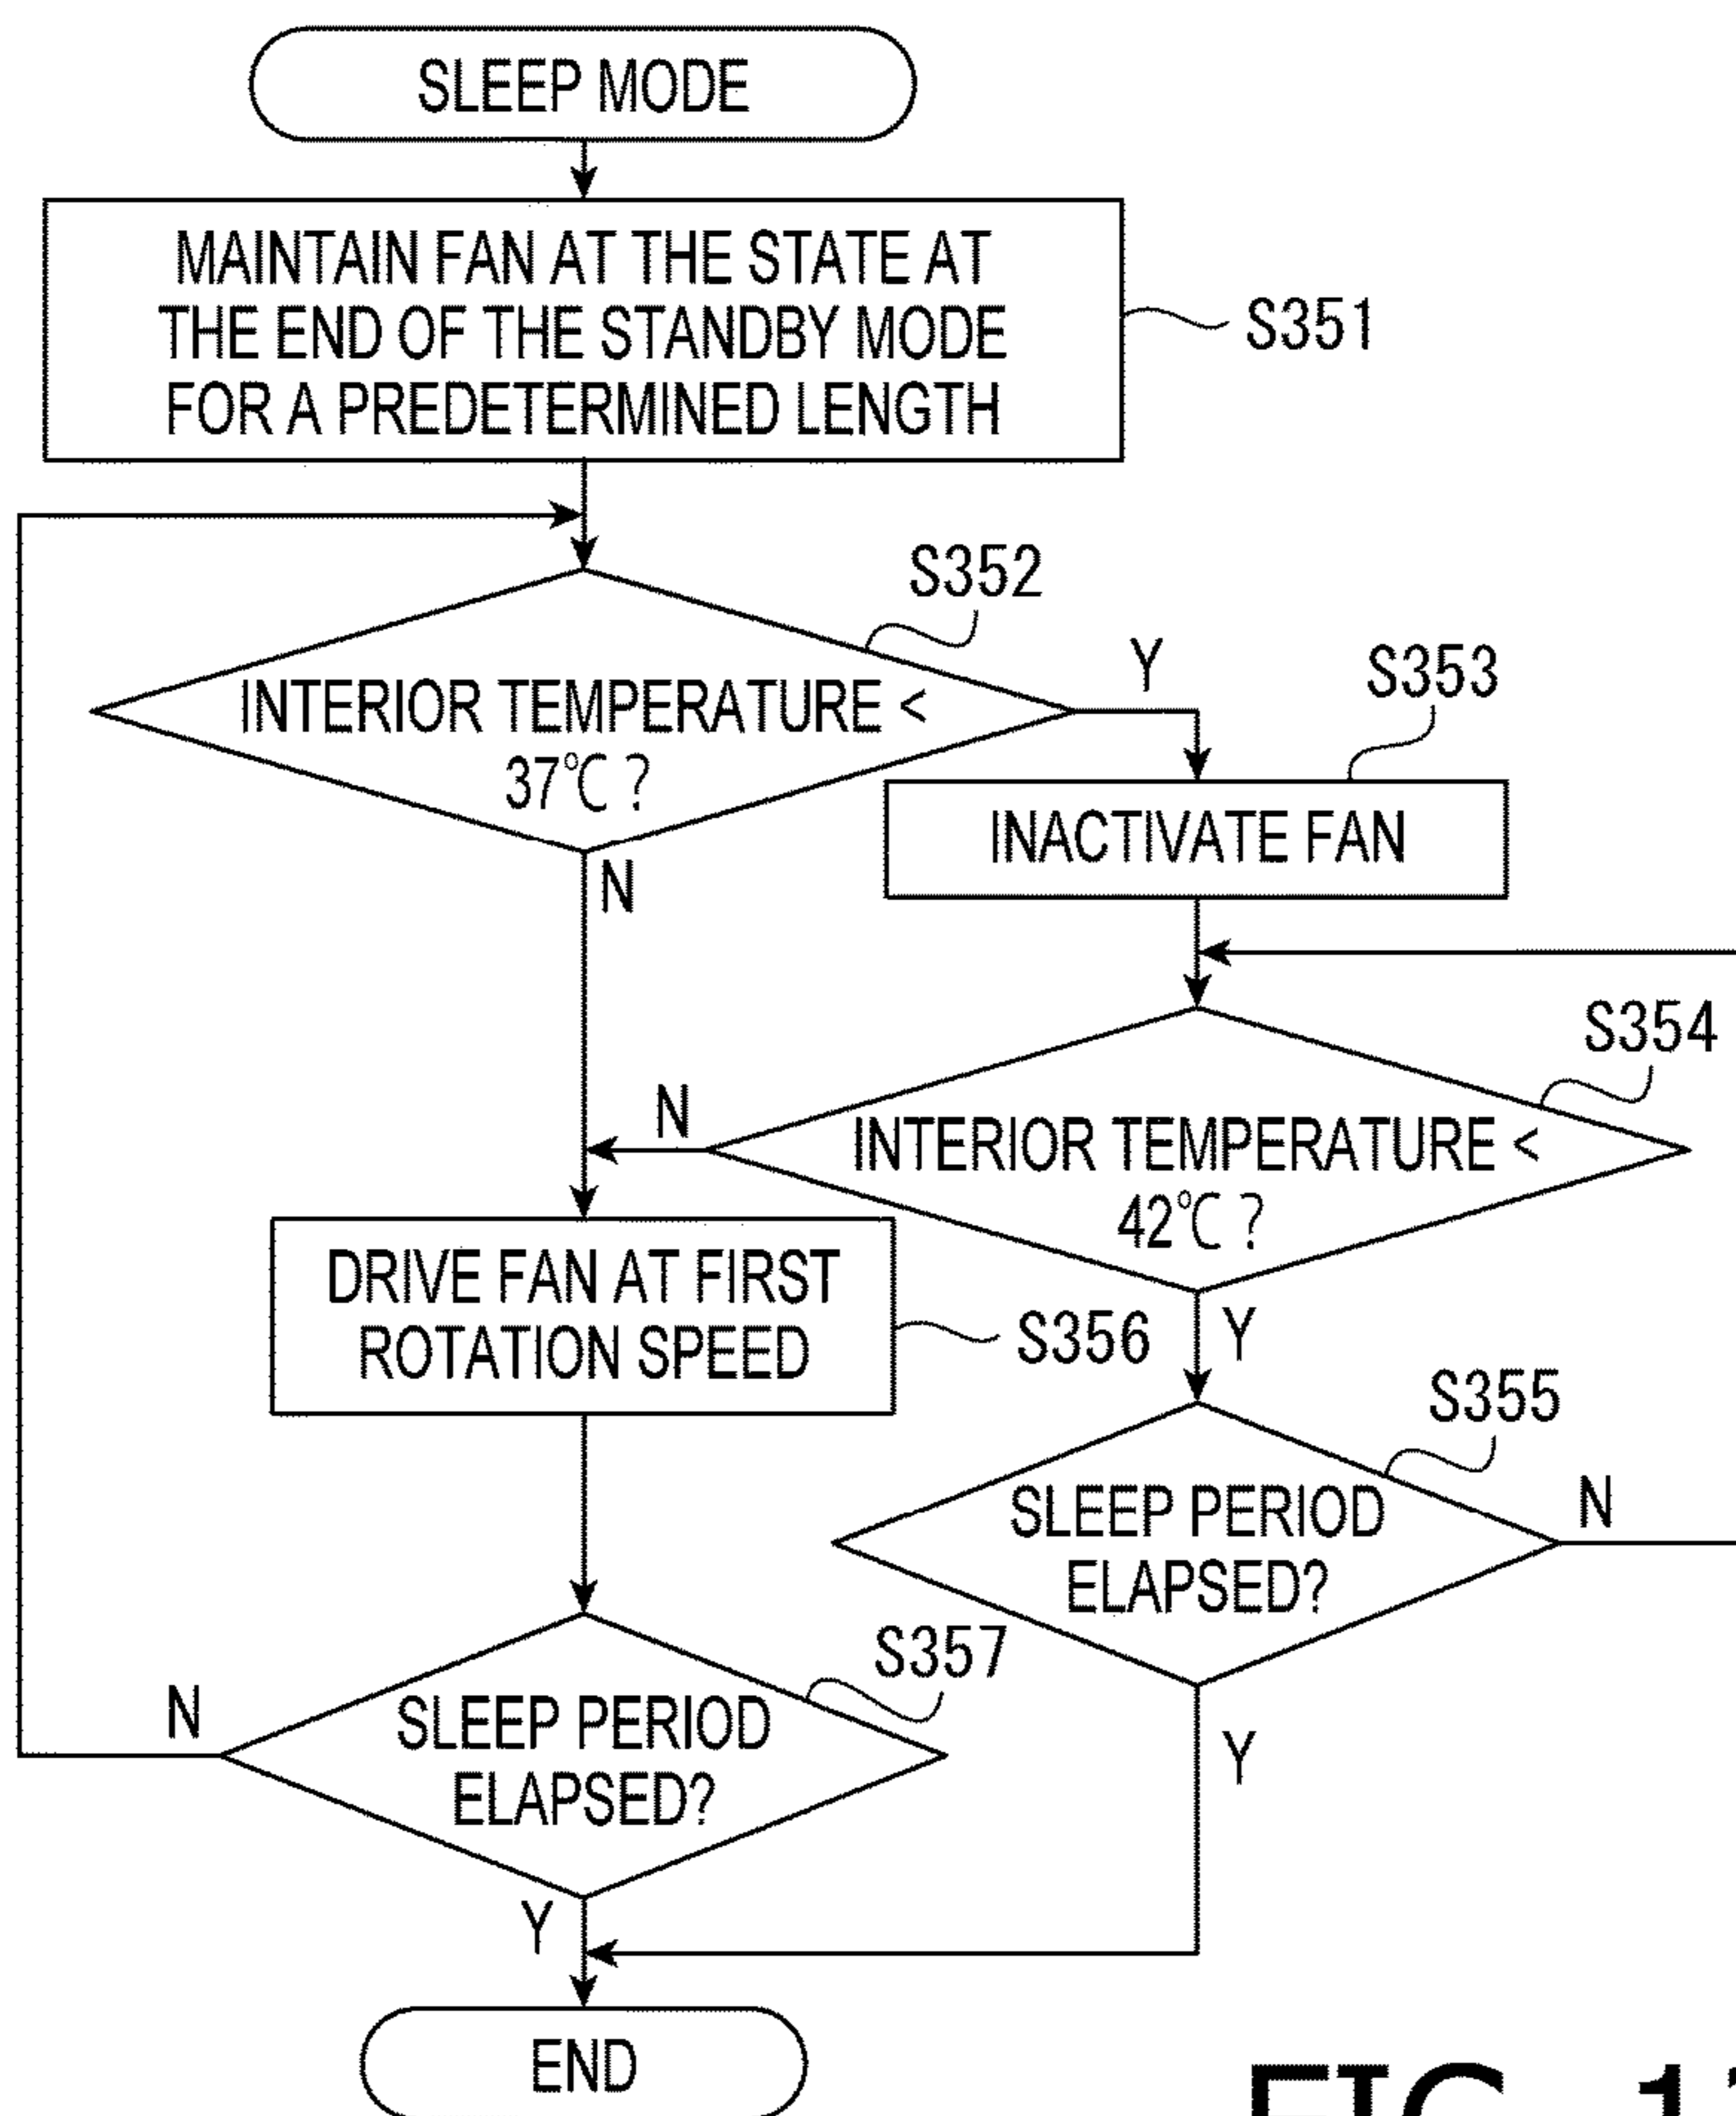 SLEEP MODE
MAINTAIN FAN AT THE STATE AT
THE END OF THE STANDBY MODE
FOR A PREDETERMINED LENGTH
S351
S352
INTERIOR TEMPERATURE <
37℃ ?
Y
N
S353
INACTIVATE FAN
S354
INTERIOR TEMPERATURE <
42℃ ?
N
Y
DRIVE FAN AT FIRST
ROTATION SPEED
S356
S355
SLEEP PERIOD
ELAPSED?
N
Y
S357
SLEEP PERIOD
ELAPSED?
N
Y
END
FIG.